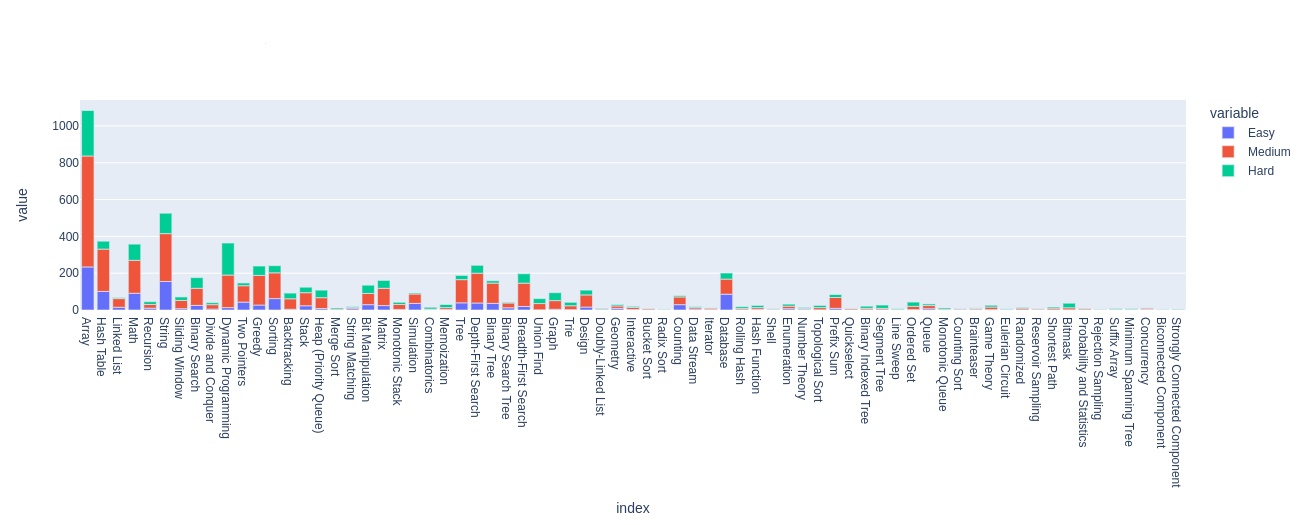 variable
Easy
Medium
Hard
value
1000
800
600
400
200
0
Array
Hash Table
Linked List
Math
Recursion
String
Sliding Window
Binary Search
Divide and Conquer
Dynamic Programming
Two Pointers
Greedy
Sorting
Backtracking
Stack
Heap (Priority Queue)
Merge Sort
String Matching
Bit Manipulation
Matrix
Monotonic Stack
Simulation
Combinatorics
Memoization
Tree
Depth-First Search
Binary Tree
Binary Search Tree
Breadth-First Search
Union Find
Graph
Trie
Design
Doubly-Linked List
Geometry
Interactive
Bucket Sort
Radix Sort
Counting
Data Stream
Iterator
Database
Rolling Hash
Hash Function
Shell
Enumeration
Number Theory
Topological Sort
Prefix Sum
Quickselect
Binary Indexed Tree
Segment Tree
Line Sweep
Ordered Set
Queue
Monotonic Queue
Counting Sort
Brainteaser
Game Theory
Eulerian Circuit
Randomized
Reservoir Sampling
Shortest Path
Bitmask
Probability and Statistics
Rejection Sampling
Suffix Array
Minimum Spanning Tree
Concurrency
Biconnected Component
Strongly Connected Component
index